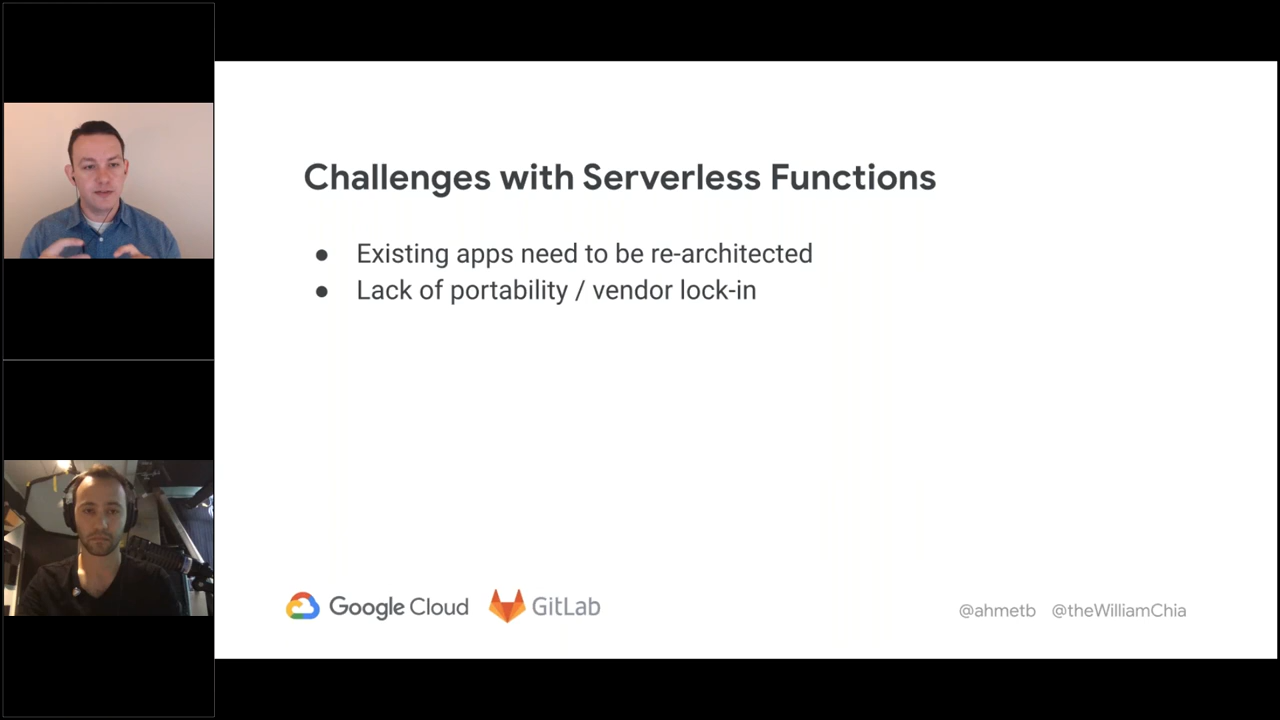 Challenges with Serverless Functions
● Existing apps need to be re-architected
● Lack of portability / vendor lock-in
Google Cloud GitLab @ahmetb @theWilliamChia